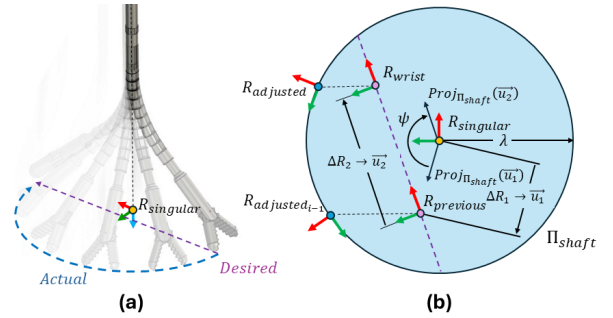 R_singular
Actual
Desired
(a)
R_adjusted
R_wrist
Proj_Π_shaft(u₂⃗)
R_singular
ψ
λ
ΔR₂ → u₂⃗
Proj_Π_shaft(u₁⃗)
ΔR₁ → u₁⃗
R_adjusted_i−1
R_previous
Π_shaft
(b)